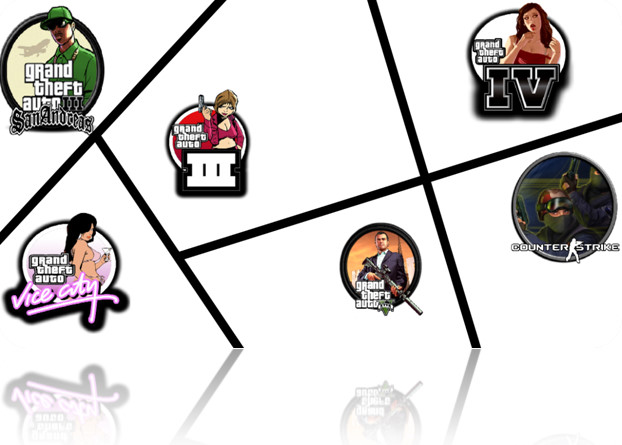 grand
theft
auto III
San Andreas
grand
theft
auto
III
grand
theft
auto
IV
grand
theft
auto
Vice City
grand
theft
auto
COUNTER STRIKE